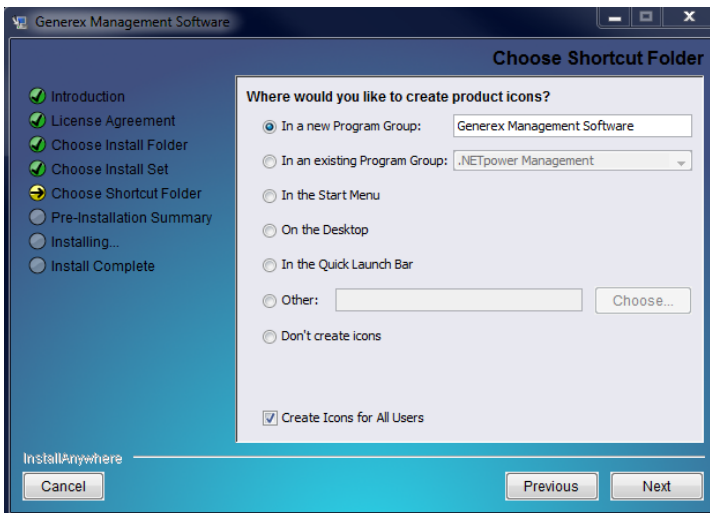 Generex Management Software
Choose Shortcut Folder
Introduction
License Agreement
Choose Install Folder
Choose Install Set
Choose Shortcut Folder
Pre-Installation Summary
Installing...
Install Complete
Where would you like to create product icons?
In a new Program Group: Generex Management Software
In an existing Program Group: .NETpower Management
In the Start Menu
On the Desktop
In the Quick Launch Bar
Other: Choose...
Don't create icons
Create Icons for All Users
InstallAnywhere
Cancel Previous Next